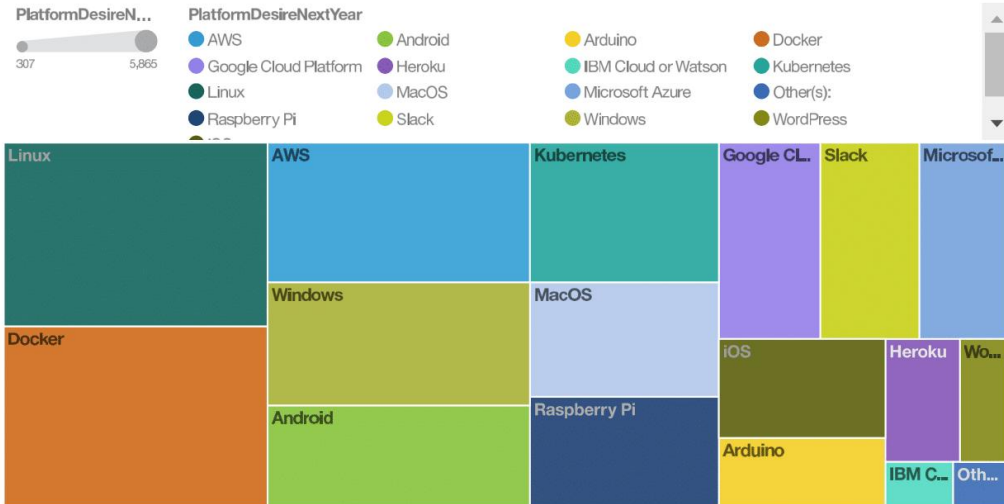 PlatformDesireN... PlatformDesireNextYear
307 5,865
AWS Android Arduino Docker
Google Cloud Platform Heroku IBM Cloud or Watson Kubernetes
Linux MacOS Microsoft Azure Other(s):
Raspberry Pi Slack Windows WordPress
Linux AWS Kubernetes Google CL.. Slack Microsof...
Windows MacOS
Docker iOS Heroku Wo...
Android Raspberry Pi
Arduino
IBM C... Oth...